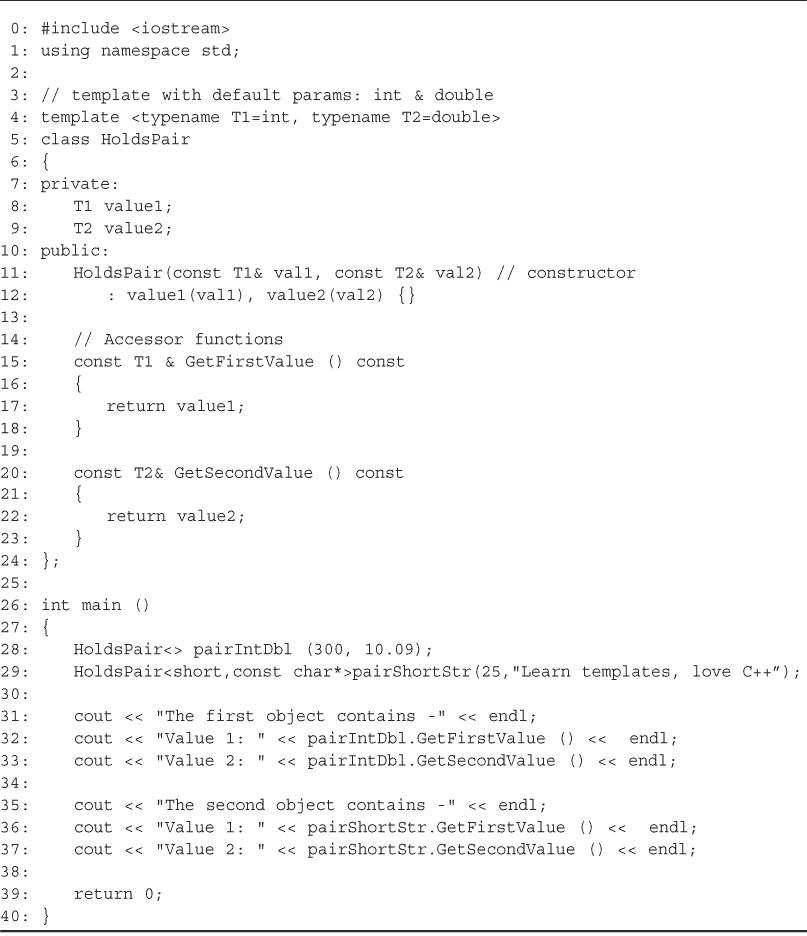 0: #include <iostream>
1: using namespace std;
2:
3: // template with default params: int & double
4: template <typename T1=int, typename T2=double>
5: class HoldsPair
6: {
7: private:
8:    T1 value1;
9:    T2 value2;
10: public:
11:    HoldsPair(const T1& val1, const T2& val2) // constructor
12:       : value1(val1), value2(val2) {}
13:
14:    // Accessor functions
15:    const T1 & GetFirstValue () const
16:    {
17:       return value1;
18:    }
19:
20:    const T2& GetSecondValue () const
21:    {
22:       return value2;
23:    }
24: };
25:
26: int main ()
27: {
28:    HoldsPair<> pairIntDbl (300, 10.09);
29:    HoldsPair<short,const char*>pairShortStr(25,"Learn templates, love C++”);
30:
31:    cout << "The first object contains -" << endl;
32:    cout << "Value 1: " << pairIntDbl.GetFirstValue () <<  endl;
33:    cout << "Value 2: " << pairIntDbl.GetSecondValue () << endl;
34:
35:    cout << "The second object contains -" << endl;
36:    cout << "Value 1: " << pairShortStr.GetFirstValue () <<  endl;
37:    cout << "Value 2: " << pairShortStr.GetSecondValue () << endl;
38:
39:    return 0;
40: }